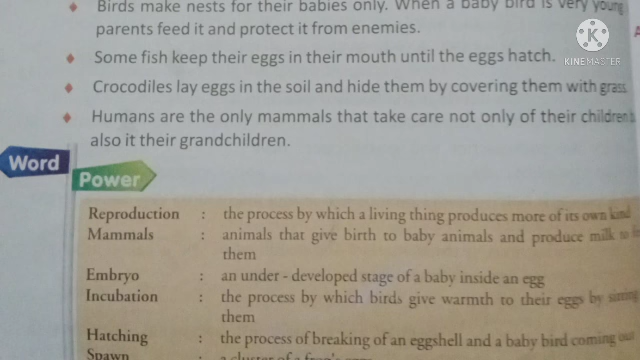 Birds make nests for their babies only. When a baby bird is very young
parents feed it and protect it from enemies.
Some fish keep their eggs in their mouth until the eggs hatch.
KINEMASTER
Crocodiles lay eggs in the soil and hide them by covering them with grass
Humans are the only mammals that take care not only of their children
also it their grandchildren.
Word
Power
Reproduction : the process by which a living thing produces more of its own kind
Mammals : animals that give birth to baby animals and produce milk to
them
Embryo : an under - developed stage of a baby inside an egg
Incubation : the process by which birds give warmth to their eggs by sitting
them
Hatching : the process of breaking of an eggshell and a baby bird coming out
Spawn : a cluster of a frog's